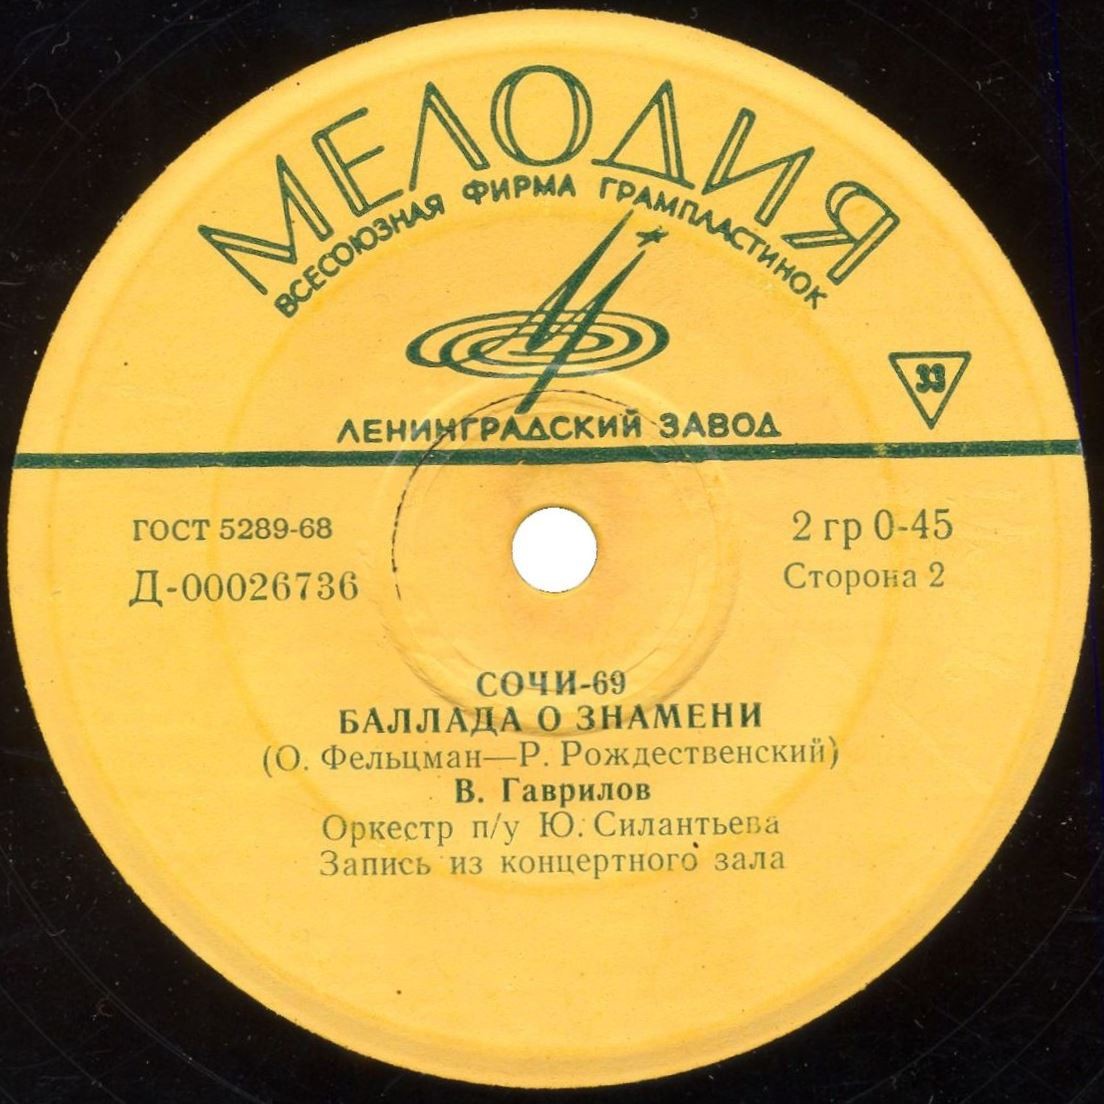 МЕЛОДИЯ
ВСЕСОЮЗНАЯ ФИРМА ГРАМПЛАСТИНОК
33
ЛЕНИНГРАДСКИЙ ЗАВОД
ГОСТ 5289-68
2 гр 0-45
Д-00026736
Сторона 2
СОЧИ-69
БАЛЛАДА О ЗНАМЕНИ
(О. Фельцман—Р. Рождественский)
В. Гаврилов
Оркестр п/у Ю. Силантьева
Запись из концертного зала